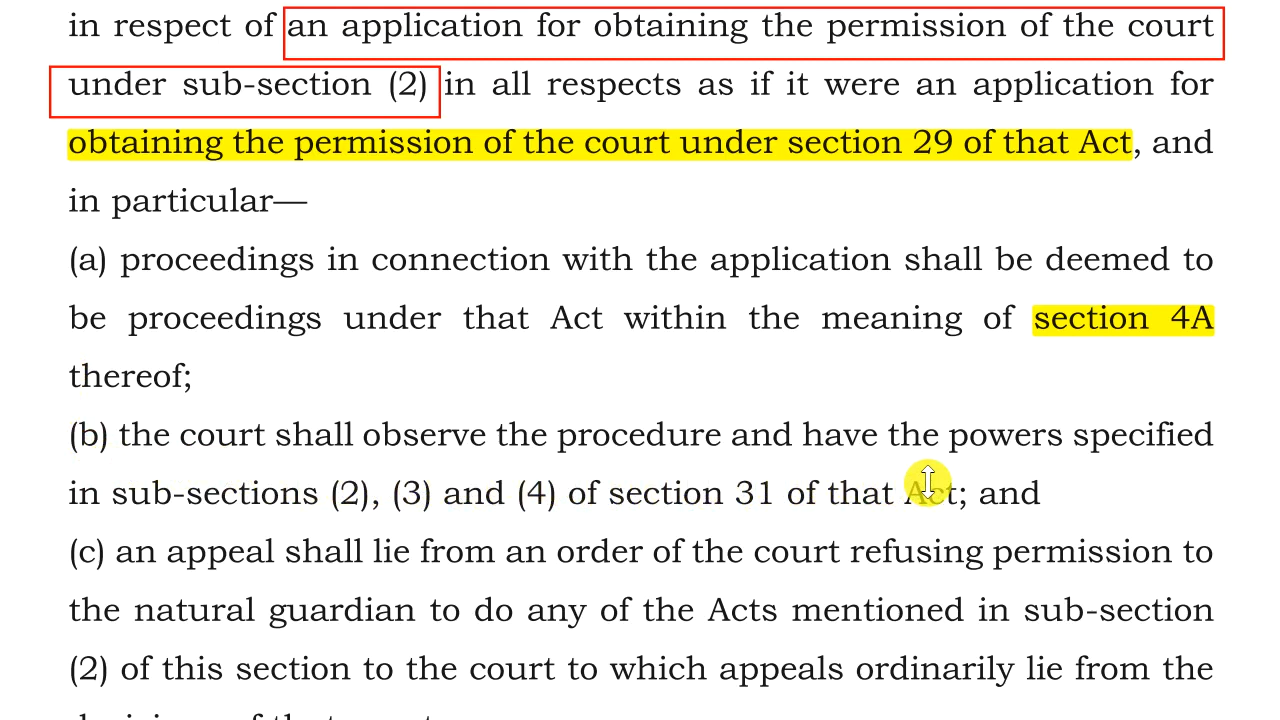 in respect of an application for obtaining the permission of the court
under sub-section (2) in all respects as if it were an application for
obtaining the permission of the court under section 29 of that Act, and
in particular—
(a) proceedings in connection with the application shall be deemed to
be proceedings under that Act within the meaning of section 4A
thereof;
(b) the court shall observe the procedure and have the powers specified
in sub-sections (2), (3) and (4) of section 31 of that Act; and
(c) an appeal shall lie from an order of the court refusing permission to
the natural guardian to do any of the Acts mentioned in sub-section
(2) of this section to the court to which appeals ordinarily lie from the